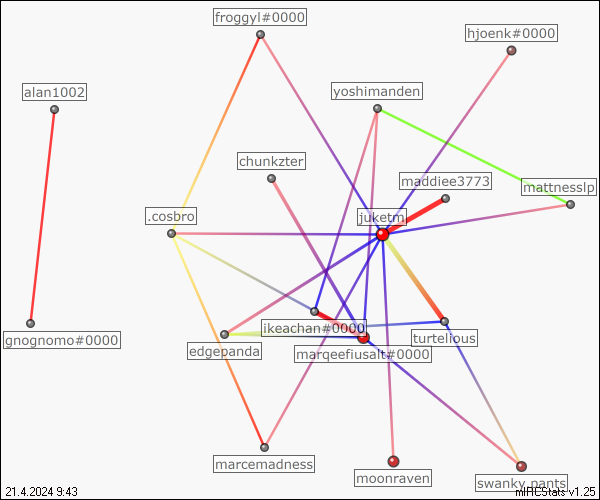 froggyl#0000
hjoenk#0000
alan1002
yoshimanden
chunkzter
maddiee3773
mattnesslp
juketm
.cosbro
ikeachan#0000
gnognomo#0000
turtelious
edgepanda
marqeefiusalt#0000
marcemadness
moonraven
swanky.pants
21.4.2024 9:43
mIRCStats v1.25